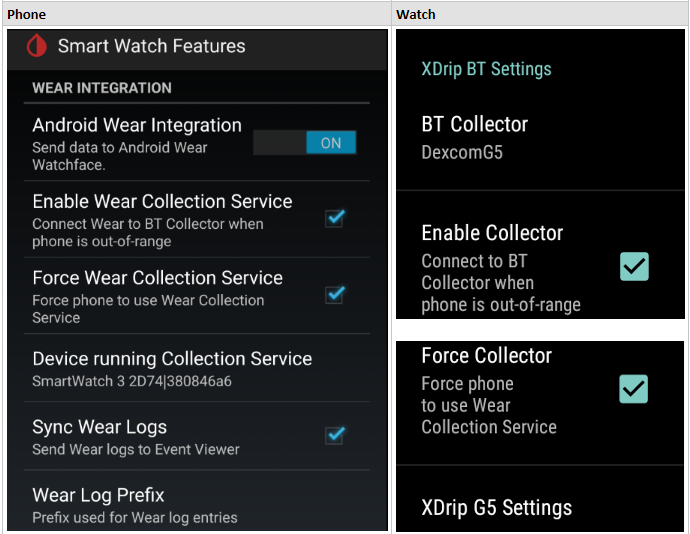 Phone
Smart Watch Features
WEAR INTEGRATION
Android Wear Integration
Send data to Android Wear
Watchface.
ON
Enable Wear Collection Service
Connect Wear to BT Collector when
phone is out-of-range
Force Wear Collection Service
Force phone to use Wear Collection
Service
Device running Collection Service
SmartWatch 3 2D74|380846a6
Sync Wear Logs
Send Wear logs to Event Viewer
Wear Log Prefix
Prefix used for Wear log entries
Watch
XDrip BT Settings
BT Collector
DexcomG5
Enable Collector
Connect to BT
Collector when
phone is out-of-range
Force Collector
Force phone
to use Wear
Collection Service
XDrip G5 Settings